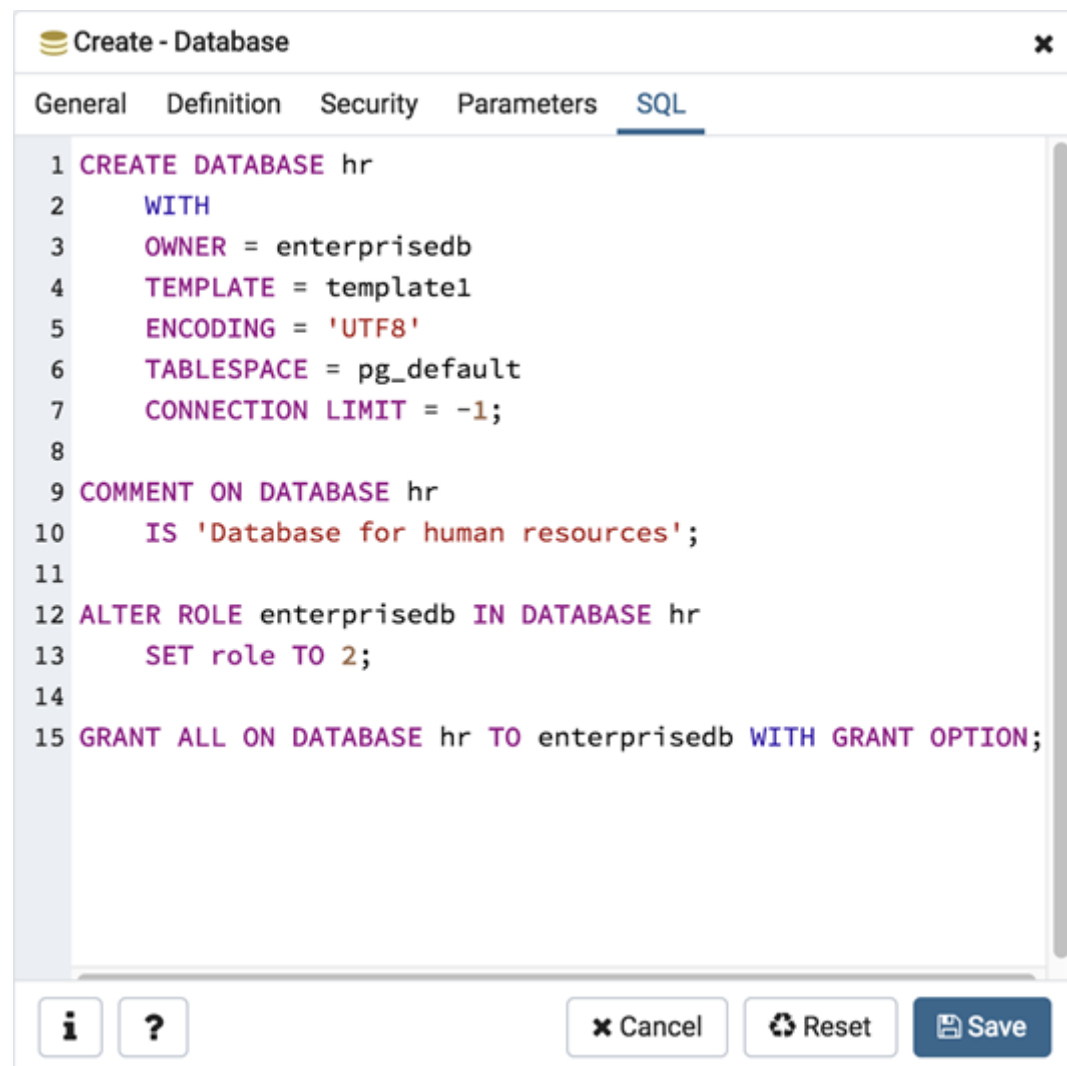 Create - Database
General Definition Security Parameters SQL
1 CREATE DATABASE hr
2 WITH
3 OWNER = enterprisedb
4 TEMPLATE = template1
5 ENCODING = 'UTF8'
6 TABLESPACE = pg_default
7 CONNECTION LIMIT = -1;
8
9 COMMENT ON DATABASE hr
10 IS 'Database for human resources';
11
12 ALTER ROLE enterprisedb IN DATABASE hr
13 SET role TO 2;
14
15 GRANT ALL ON DATABASE hr TO enterprisedb WITH GRANT OPTION;
i ? Cancel Reset Save